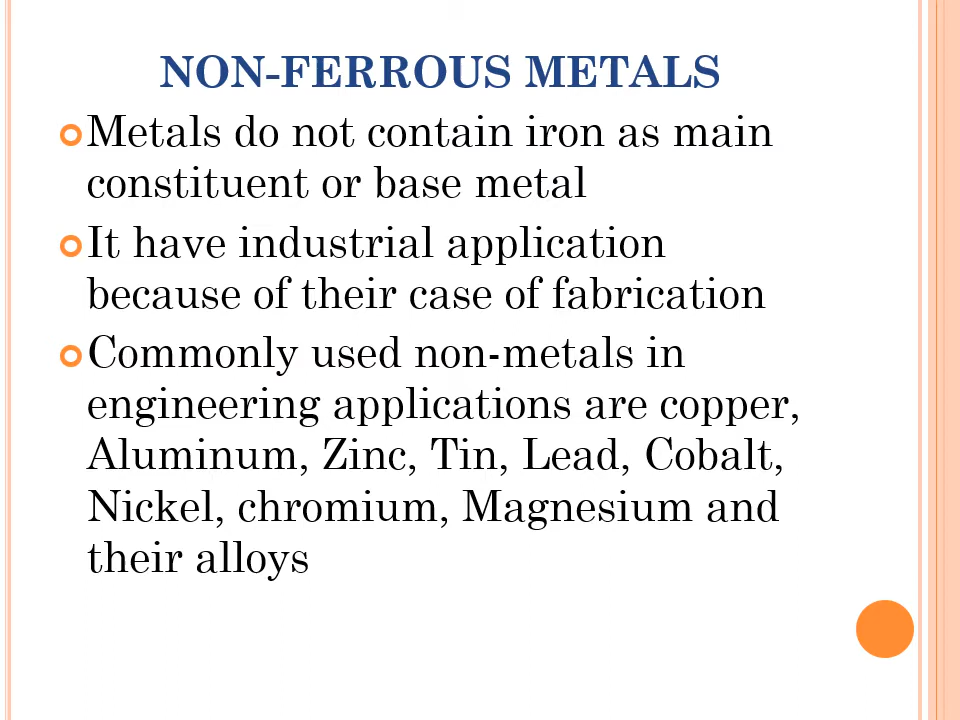 NON-FERROUS METALS
Metals do not contain iron as main
constituent or base metal
It have industrial application
because of their case of fabrication
Commonly used non-metals in
engineering applications are copper,
Aluminum, Zinc, Tin, Lead, Cobalt,
Nickel, chromium, Magnesium and
their alloys